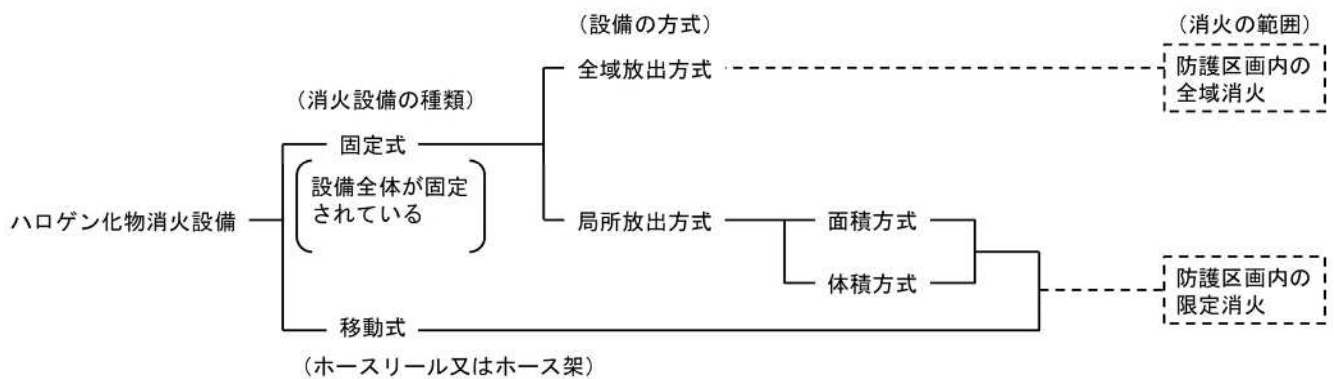 （設備の方式）
（消火の範囲）
全域放出方式
防護区画内の
全域消火
（消火設備の種類）
固定式
設備全体が固定
されている
ハロゲン化物消火設備
局所放出方式
面積方式
体積方式
防護区画内の
限定消火
移動式
（ホースリール又はホース架）